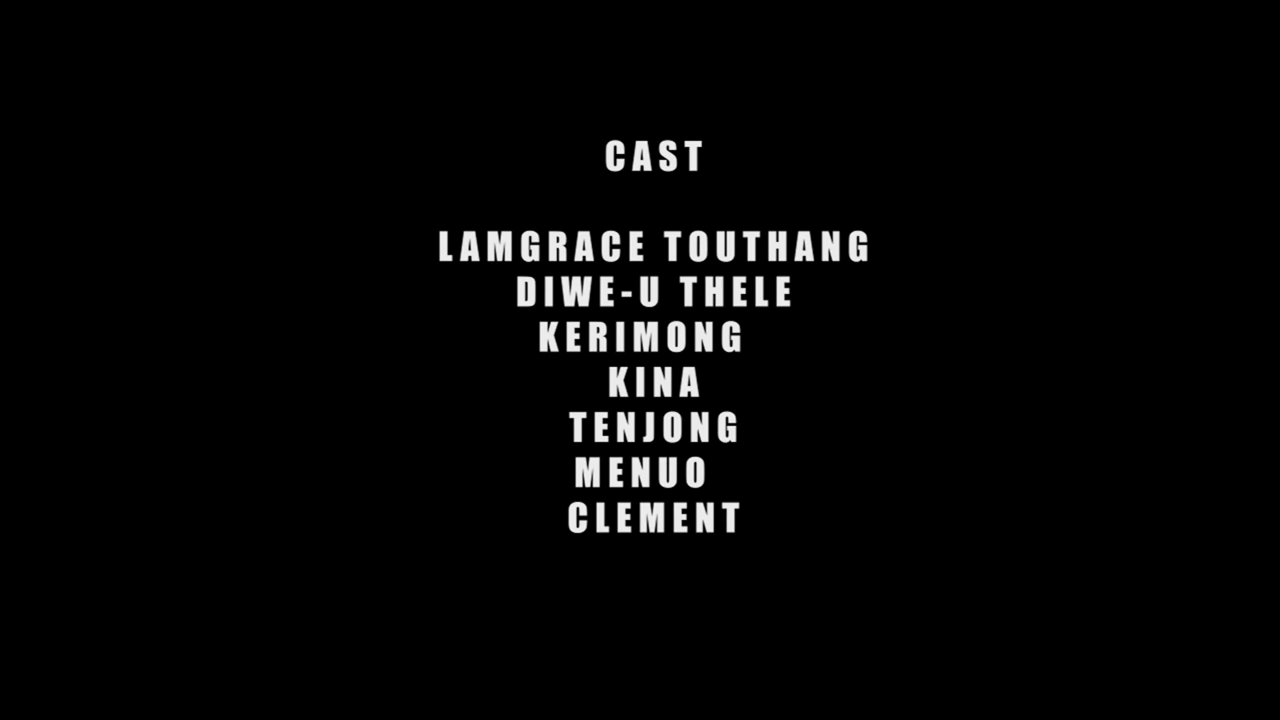 CAST
LAMGRACE TOUTHANG
DIWE-U THELE
KERIMONG
KINA
TENJONG
MENUO
CLEMENT